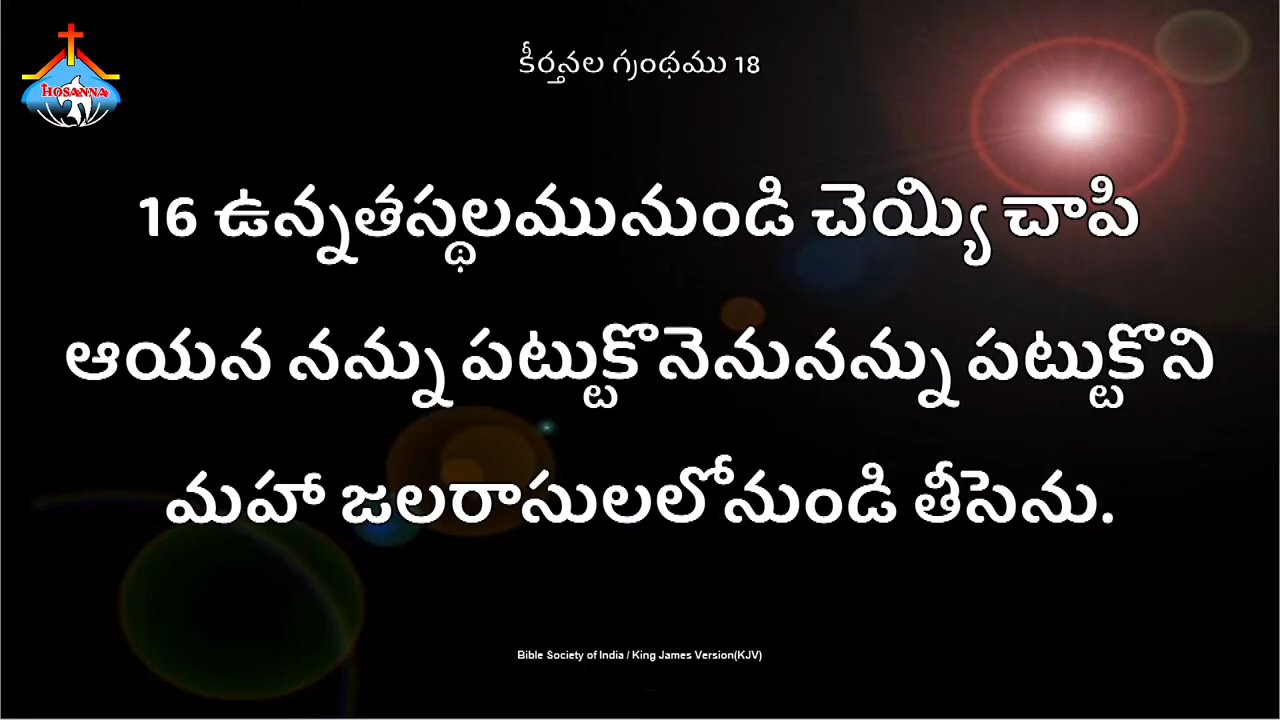 HOSANNA
కీర్తనల గ్రంథము 18
16 ఉన్నతస్థలమునుండి చెయ్యి చాపి
ఆయన నన్ను పట్టుకొనెనునన్ను పట్టుకొని
మహా జలరాసులలోనుండి తీసెను.
Bible Society of India / King James Version(KJV)